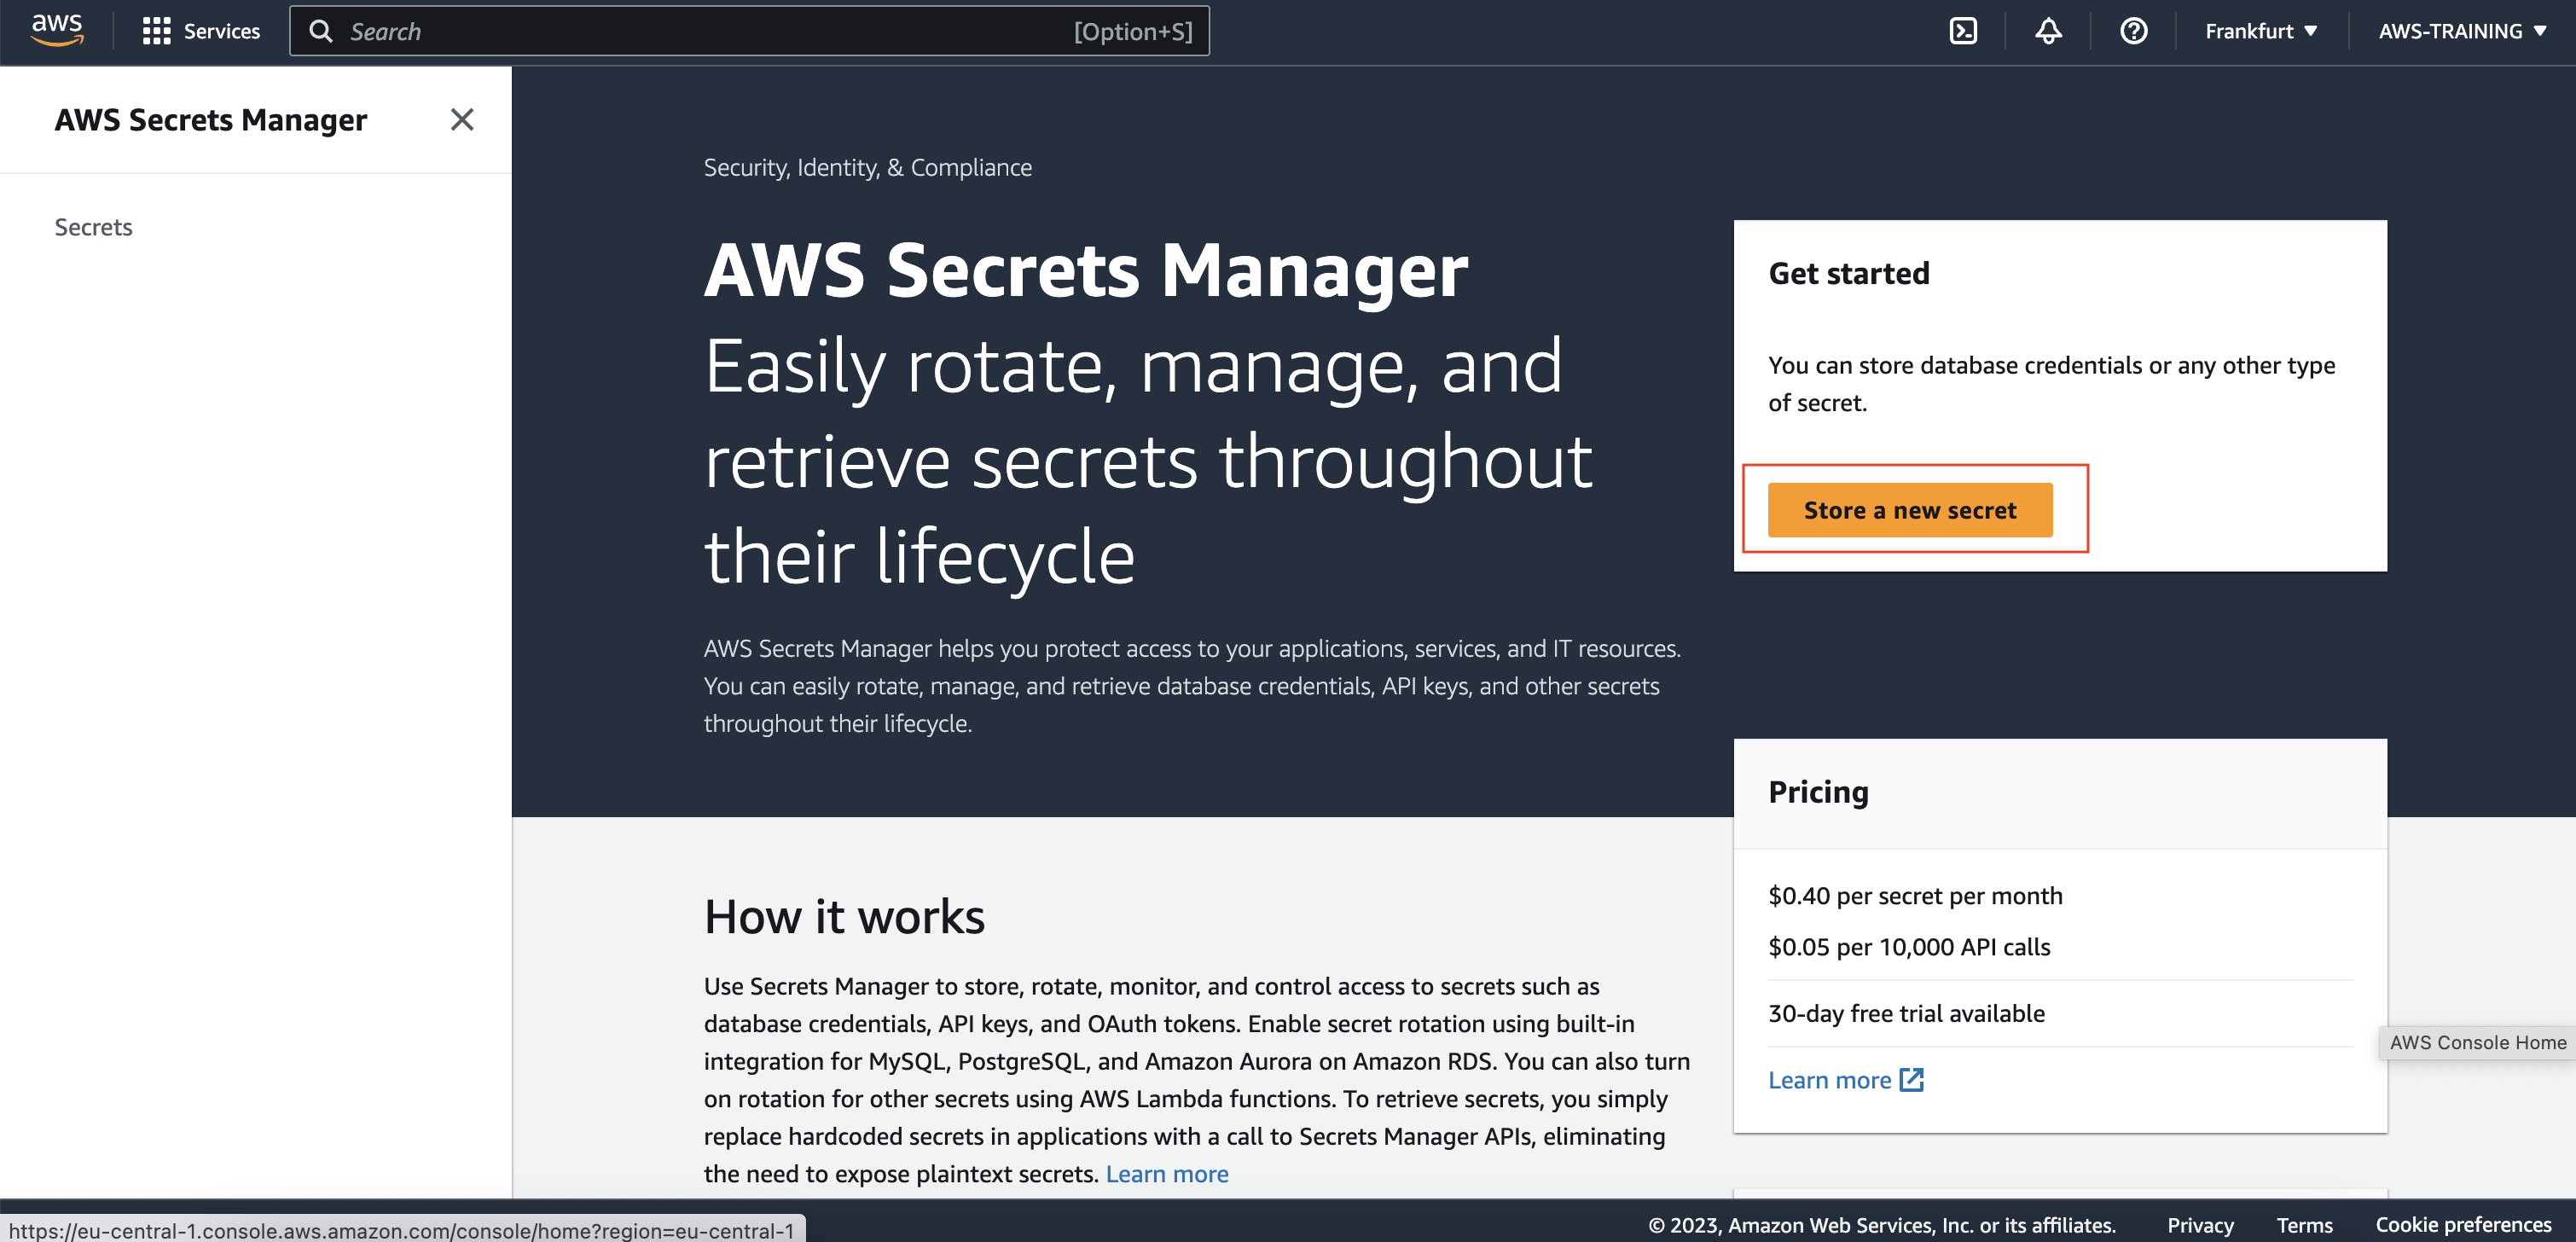 aws
Services
Search
[Option+S]
Frankfurt
AWS-TRAINING
AWS Secrets Manager
Secrets
Security, Identity, & Compliance
AWS Secrets Manager
Easily rotate, manage, and
retrieve secrets throughout
their lifecycle
AWS Secrets Manager helps you protect access to your applications, services, and IT resources.
You can easily rotate, manage, and retrieve database credentials, API keys, and other secrets
throughout their lifecycle.
Get started
You can store database credentials or any other type
of secret.
Store a new secret
Pricing
$0.40 per secret per month
$0.05 per 10,000 API calls
30-day free trial available
Learn more
AWS Console Home
How it works
Use Secrets Manager to store, rotate, monitor, and control access to secrets such as
database credentials, API keys, and OAuth tokens. Enable secret rotation using built-in
integration for MySQL, PostgreSQL, and Amazon Aurora on Amazon RDS. You can also turn
on rotation for other secrets using AWS Lambda functions. To retrieve secrets, you simply
replace hardcoded secrets in applications with a call to Secrets Manager APIs, eliminating
the need to expose plaintext secrets. Learn more
https://eu-central-1.console.aws.amazon.com/console/home?region=eu-central-1
© 2023, Amazon Web Services, Inc. or its affiliates.
Privacy
Terms
Cookie preferences